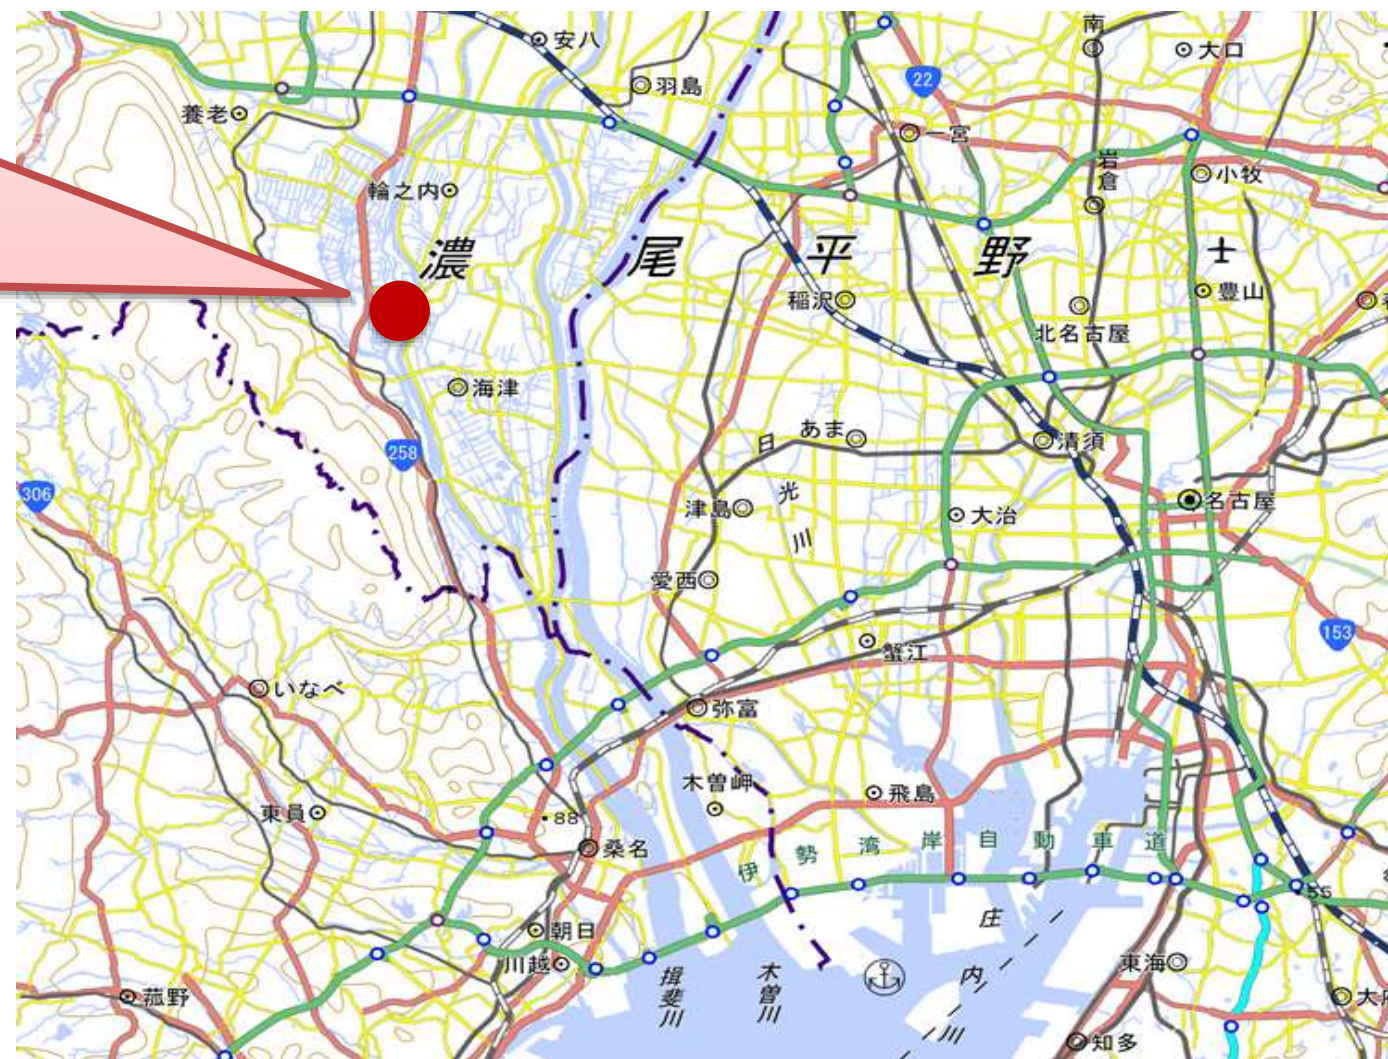 安八
羽島
南
大口
22
養老
一宮
岩倉
小牧
輪之内
濃尾平野
士
稲沢
豊山
北名古屋
海津
258
306
あま
日光川
清須
津島
大治
名古屋
愛西
153
蟹江
いなべ
弥富
木曽岬
飛島
東員
88
桑名
伊勢湾岸自動車道
55
朝日
川越
庄内川
東海
揖斐川
木曽川
菰野
知多